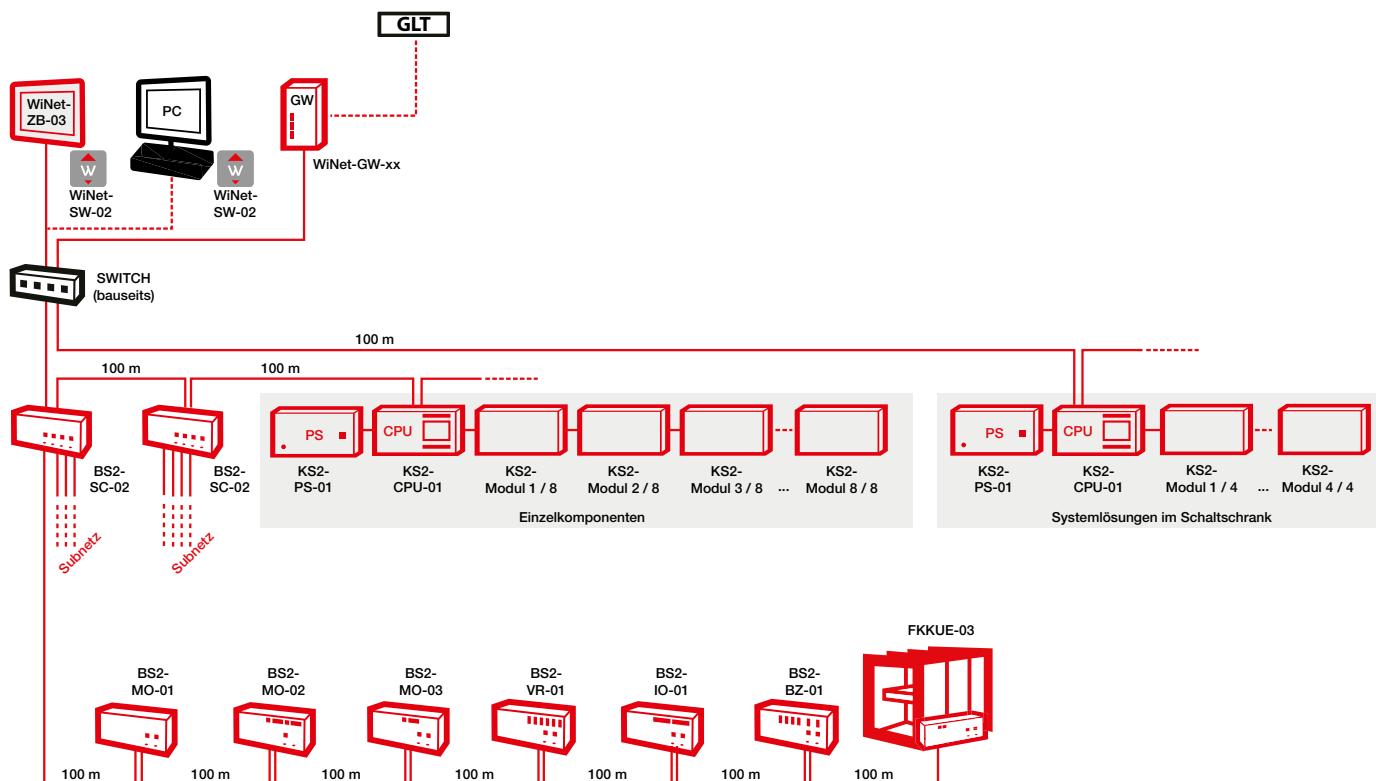 GLT
WiNet-
ZB-03
PC
GW
WiNet-GW-xx
W
WiNet-
SW-02
W
WiNet-
SW-02
SWITCH
(bauseits)
100 m
100 m
100 m
BS2-
SC-02
BS2-
SC-02
Subnetz
Subnetz
PS
CPU
KS2-
PS-01
KS2-
CPU-01
KS2-
Modul 1 / 8
KS2-
Modul 2 / 8
KS2-
Modul 3 / 8
...
KS2-
Modul 8 / 8
Einzelkomponenten
PS
CPU
KS2-
PS-01
KS2-
CPU-01
KS2-
Modul 1 / 4
...
KS2-
Modul 4 / 4
Systemlösungen im Schaltschrank
BS2-
MO-01
BS2-
MO-02
BS2-
MO-03
BS2-
VR-01
BS2-
IO-01
BS2-
BZ-01
FKKUE-03
100 m
100 m
100 m
100 m
100 m
100 m
100 m